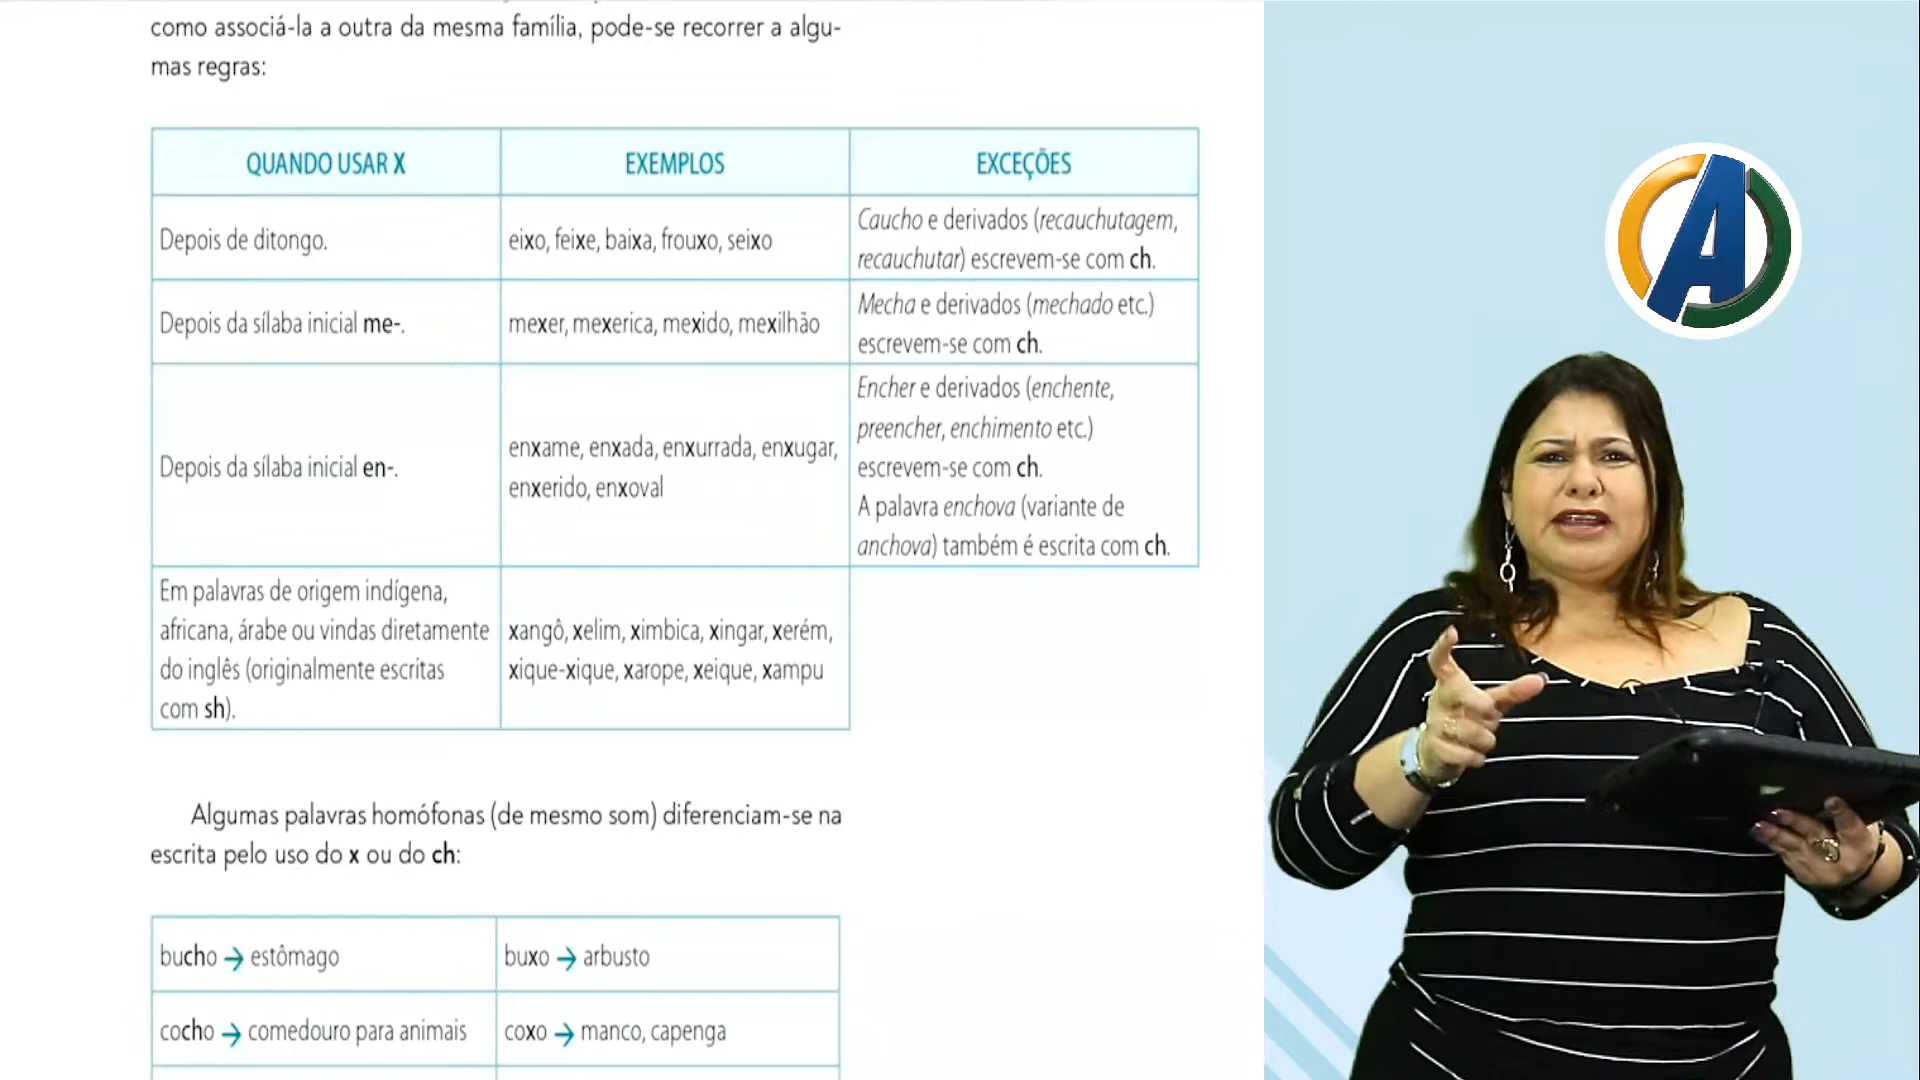 como associá-la a outra da mesma família, pode-se recorrer a algu-
mas regras:
QUANDO USAR X
EXEMPLOS
EXCEÇÕES
Depois de ditongo.
eixo, feixe, baixa, frouxo, seixo
Caucho e derivados (recauchutagem,
recauchutar) escrevem-se com ch.
Depois da sílaba inicial me-.
mexer, mexerica, mexido, mexilhão
Mecha e derivados (mechado etc.)
escrevem-se com ch.
Depois da sílaba inicial en-.
enxame, enxada, enxurrada, enxugar,
enxerido, enxoval
Encher e derivados (enchente,
preencher, enchimento etc.)
escrevem-se com ch.
A palavra enchova (variante de
anchova) também é escrita com ch.
Em palavras de origem indígena,
africana, árabe ou vindas diretamente
do inglês (originalmente escritas
com sh).
xangô, xelim, ximbica, xingar, xerém,
xique-xique, xarope, xeique, xampu
Algumas palavras homófonas (de mesmo som) diferenciam-se na
escrita pelo uso do x ou do ch:
bucho → estômago
buxo → arbusto
cocho → comedouro para animais
coxo → manco, capenga
A